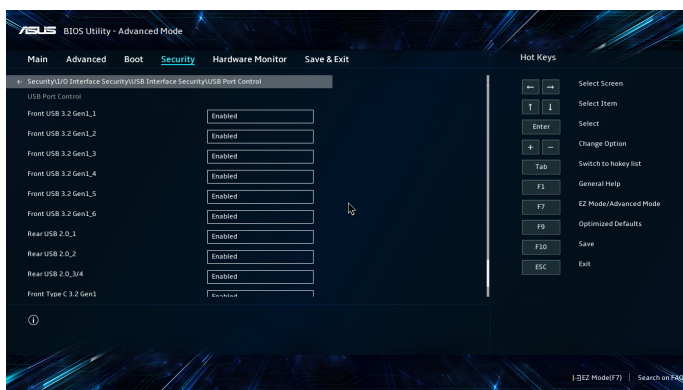 ASUS BIOS Utility - Advanced Mode
Main Advanced Boot Security Hardware Monitor Save & Exit
Hot Keys
← Security\I/O Interface Security\USB Interface Security\USB Port Control
USB Port Control
Front USB 3.2 Gen1_1 Enabled
Front USB 3.2 Gen1_2 Enabled
Front USB 3.2 Gen1_3 Enabled
Front USB 3.2 Gen1_4 Enabled
Front USB 3.2 Gen1_5 Enabled
Front USB 3.2 Gen1_6 Enabled
Rear USB 2.0_1 Enabled
Rear USB 2.0_2 Enabled
Rear USB 2.0_3/4 Enabled
Front Type C 3.2 Gen1 Enabled
← → Select Screen
↑ ↓ Select Item
Enter Select
+ − Change Option
Tab Switch to hokey list
F1 General Help
F7 EZ Mode/Advanced Mode
F9 Optimized Defaults
F10 Save
ESC Exit
EZ Mode(F7) | Search on FAQ